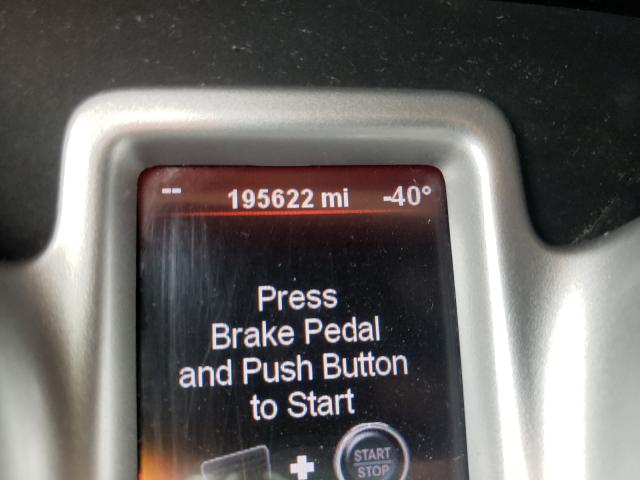 -- 195622 mi -40°
Press
Brake Pedal
and Push Button
to Start
START
STOP